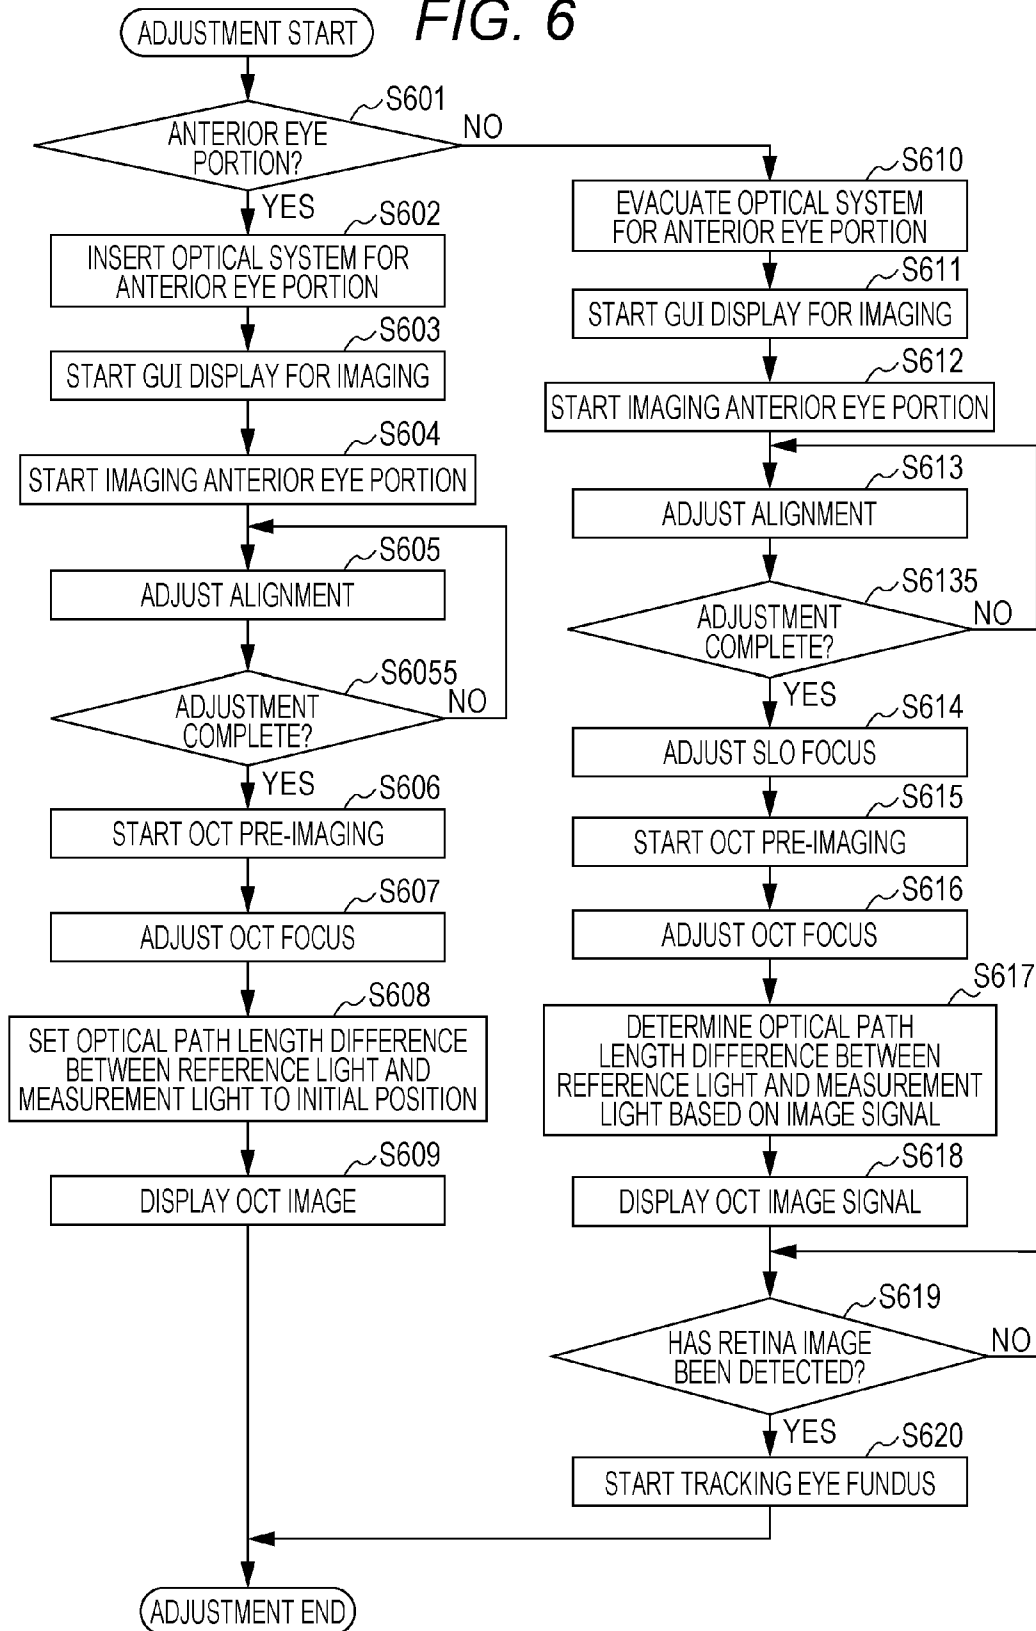 FIG. 6
ADJUSTMENT START
S601
ANTERIOR EYE
PORTION?
NO
YES
S602
INSERT OPTICAL SYSTEM FOR
ANTERIOR EYE PORTION
S603
START GUI DISPLAY FOR IMAGING
S604
START IMAGING ANTERIOR EYE PORTION
S605
ADJUST ALIGNMENT
S6055
ADJUSTMENT
COMPLETE?
NO
YES
S606
START OCT PRE-IMAGING
S607
ADJUST OCT FOCUS
S608
SET OPTICAL PATH LENGTH DIFFERENCE
BETWEEN REFERENCE LIGHT AND
MEASUREMENT LIGHT TO INITIAL POSITION
S609
DISPLAY OCT IMAGE
S610
EVACUATE OPTICAL SYSTEM
FOR ANTERIOR EYE PORTION
S611
START GUI DISPLAY FOR IMAGING
S612
START IMAGING ANTERIOR EYE PORTION
S613
ADJUST ALIGNMENT
S6135
ADJUSTMENT
COMPLETE?
NO
YES
S614
ADJUST SLO FOCUS
S615
START OCT PRE-IMAGING
S616
ADJUST OCT FOCUS
S617
DETERMINE OPTICAL PATH
LENGTH DIFFERENCE BETWEEN
REFERENCE LIGHT AND MEASUREMENT
LIGHT BASED ON IMAGE SIGNAL
S618
DISPLAY OCT IMAGE SIGNAL
S619
HAS RETINA IMAGE
BEEN DETECTED?
NO
YES
S620
START TRACKING EYE FUNDUS
ADJUSTMENT END